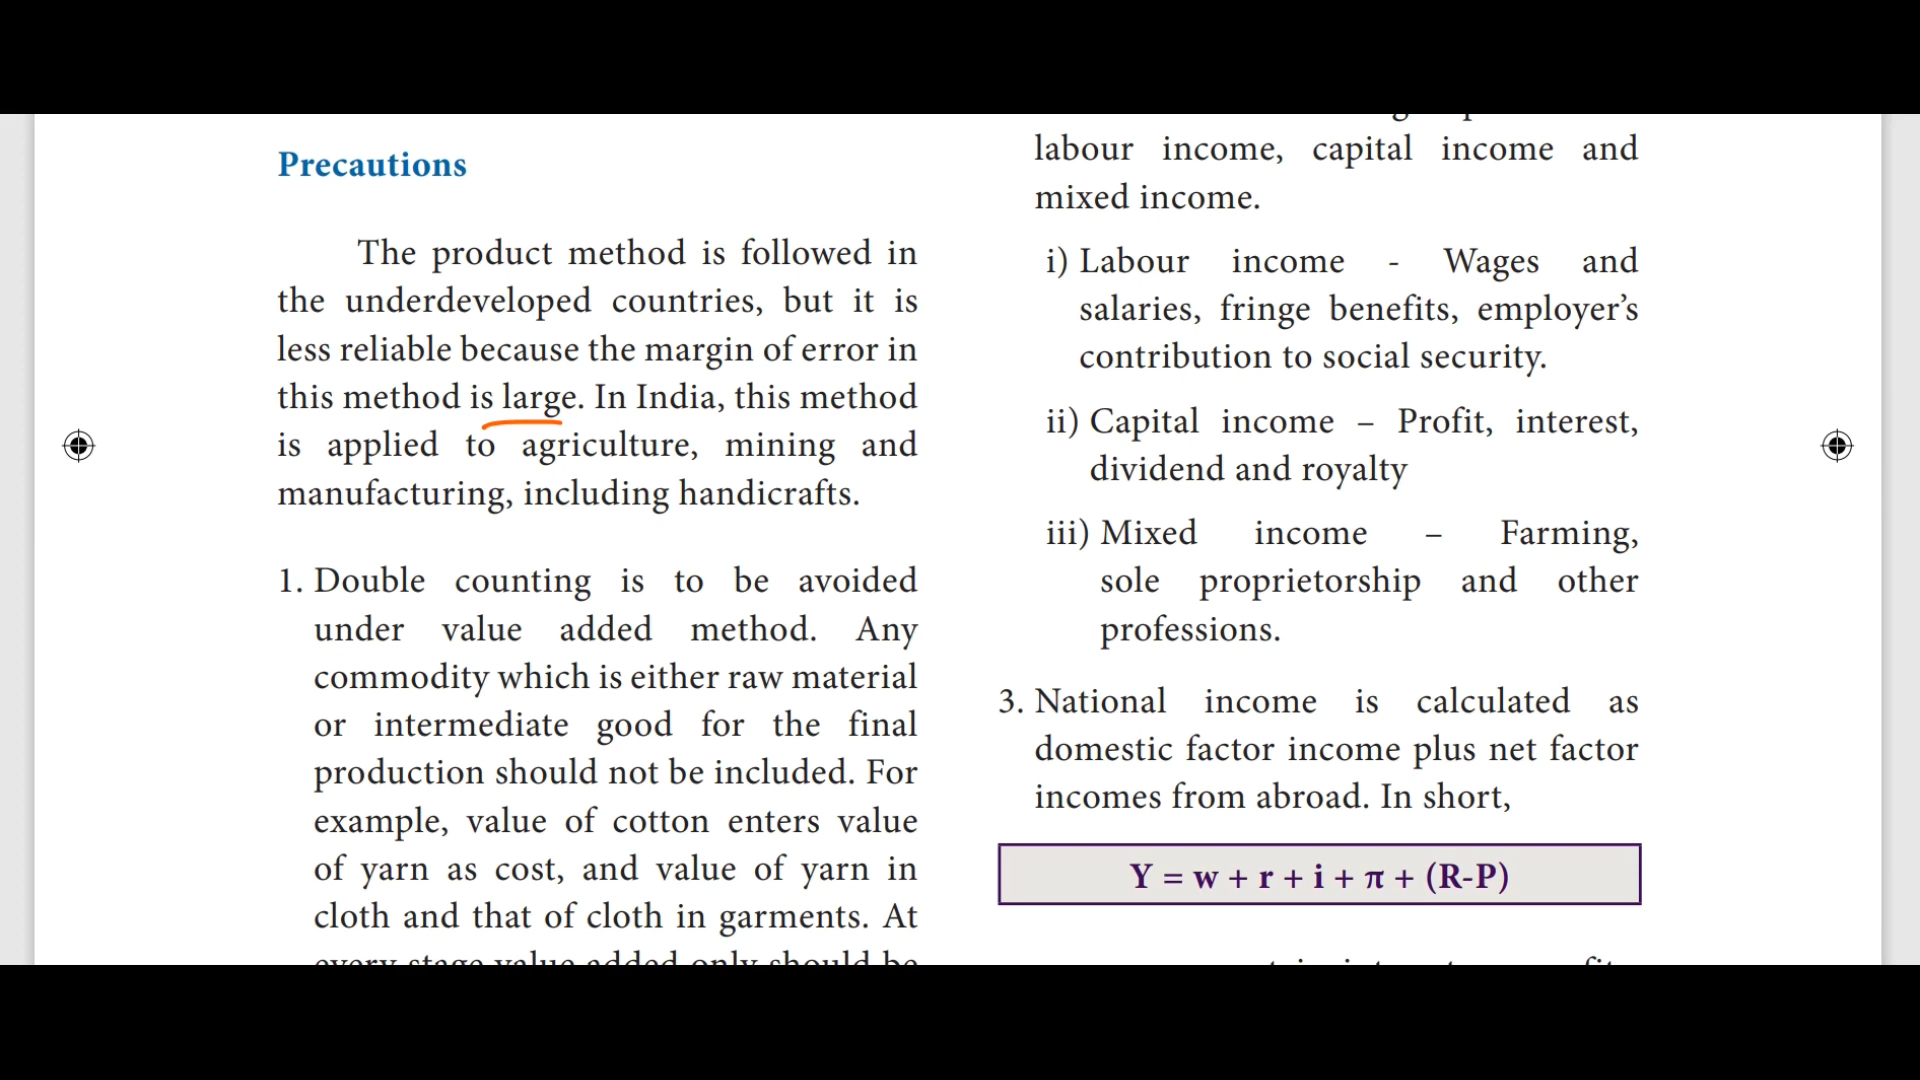 Precautions
The product method is followed in
the underdeveloped countries, but it is
less reliable because the margin of error in
this method is large. In India, this method
is applied to agriculture, mining and
manufacturing, including handicrafts.
1. Double counting is to be avoided
under value added method. Any
commodity which is either raw material
or intermediate good for the final
production should not be included. For
example, value of cotton enters value
of yarn as cost, and value of yarn in
cloth and that of cloth in garments. At
every stage value added only should be
labour income, capital income and
mixed income.
i) Labour income - Wages and
salaries, fringe benefits, employer’s
contribution to social security.
ii) Capital income – Profit, interest,
dividend and royalty
iii) Mixed income – Farming,
sole proprietorship and other
professions.
3. National income is calculated as
domestic factor income plus net factor
incomes from abroad. In short,
Y = w + r + i + π + (R-P)